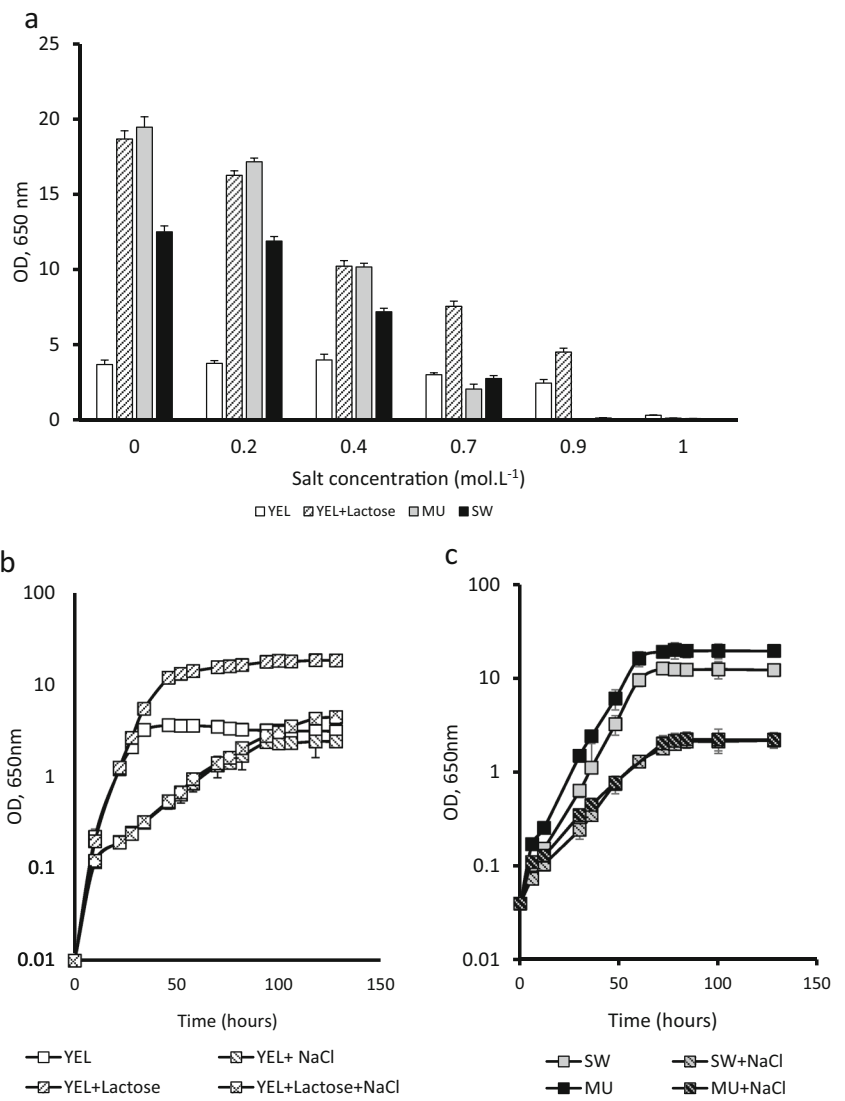 a
25
20
15
10
5
0
OD, 650 nm
0 0.2 0.4 0.7 0.9 1
Salt concentration (mol.L-1)
YEL YEL+Lactose MU SW
b
100
10
1
0.1
0.01
OD, 650nm
0 50 100 150
Time (hours)
YEL YEL+ NaCl
YEL+Lactose YEL+Lactose+NaCl
c
100
10
1
0.1
0.01
OD, 650nm
0 50 100 150
Time (hours)
SW SW+NaCl
MU MU+NaCl